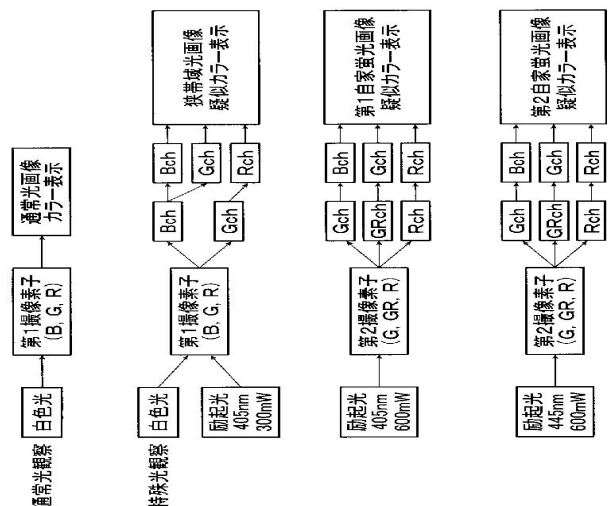 通常光観察
白色光
第1撮像素子
(B, G, R)
通常光画像
カラー表示
特殊光観察
白色光
励起光
405nm
300mW
第1撮像素子
(B, G, R)
Bch
Gch
Bch
Gch
Rch
狭帯域光画像
疑似カラー表示
励起光
405nm
600mW
第2撮像素子
(G, GR, R)
Gch
GRch
Rch
Bch
Gch
Rch
第1自家蛍光画像
疑似カラー表示
励起光
445nm
600mW
第2撮像素子
(G, GR, R)
Gch
GRch
Rch
Bch
Gch
Rch
第2自家蛍光画像
疑似カラー表示